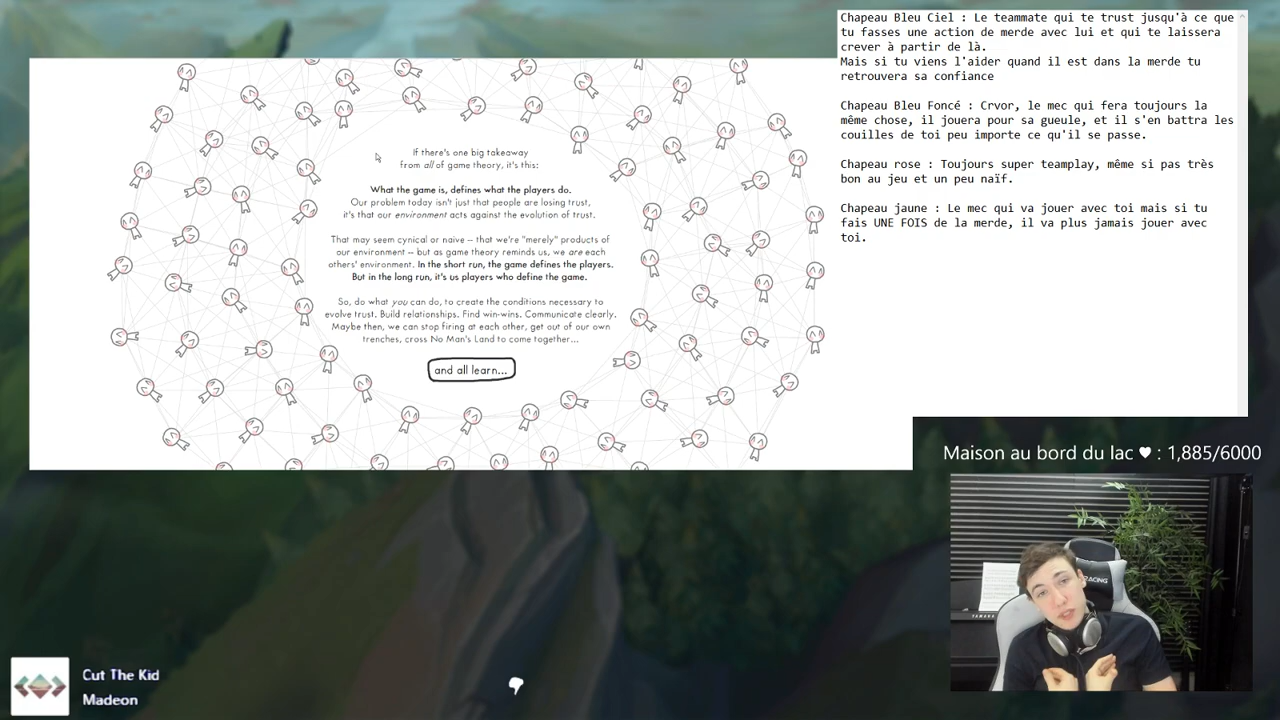 If there's one big takeaway
from all of game theory, it's this:
What the game is, defines what the players do.
Our problem today isn't just that people are losing trust,
it's that our environment acts against the evolution of trust.
That may seem cynical or naive -- that we're "merely" products of
our environment -- but as game theory reminds us, we are each
others' environment. In the short run, the game defines the players.
But in the long run, it's us players who define the game.
So, do what you can do, to create the conditions necessary to
evolve trust. Build relationships. Find win-wins. Communicate clearly.
Maybe then, we can stop firing at each other, get out of our own
trenches, cross No Man's Land to come together...
and all learn...
Chapeau Bleu Ciel : Le teammate qui te trust jusqu'à ce que
tu fasses une action de merde avec lui et qui te laissera
crever à partir de là.
Mais si tu viens l'aider quand il est dans la merde tu
retrouvera sa confiance
Chapeau Bleu Foncé : Crvor, le mec qui fera toujours la
même chose, il jouera pour sa gueule, et il s'en battra les
couilles de toi peu importe ce qu'il se passe.
Chapeau rose : Toujours super teamplay, même si pas très
bon au jeu et un peu naïf.
Chapeau jaune : Le mec qui va jouer avec toi mais si tu
fais UNE FOIS de la merde, il va plus jamais jouer avec
toi.
Maison au bord du lac ♥ : 1,885/6000
RACING
YAMAHA
Cut The Kid
Madeon